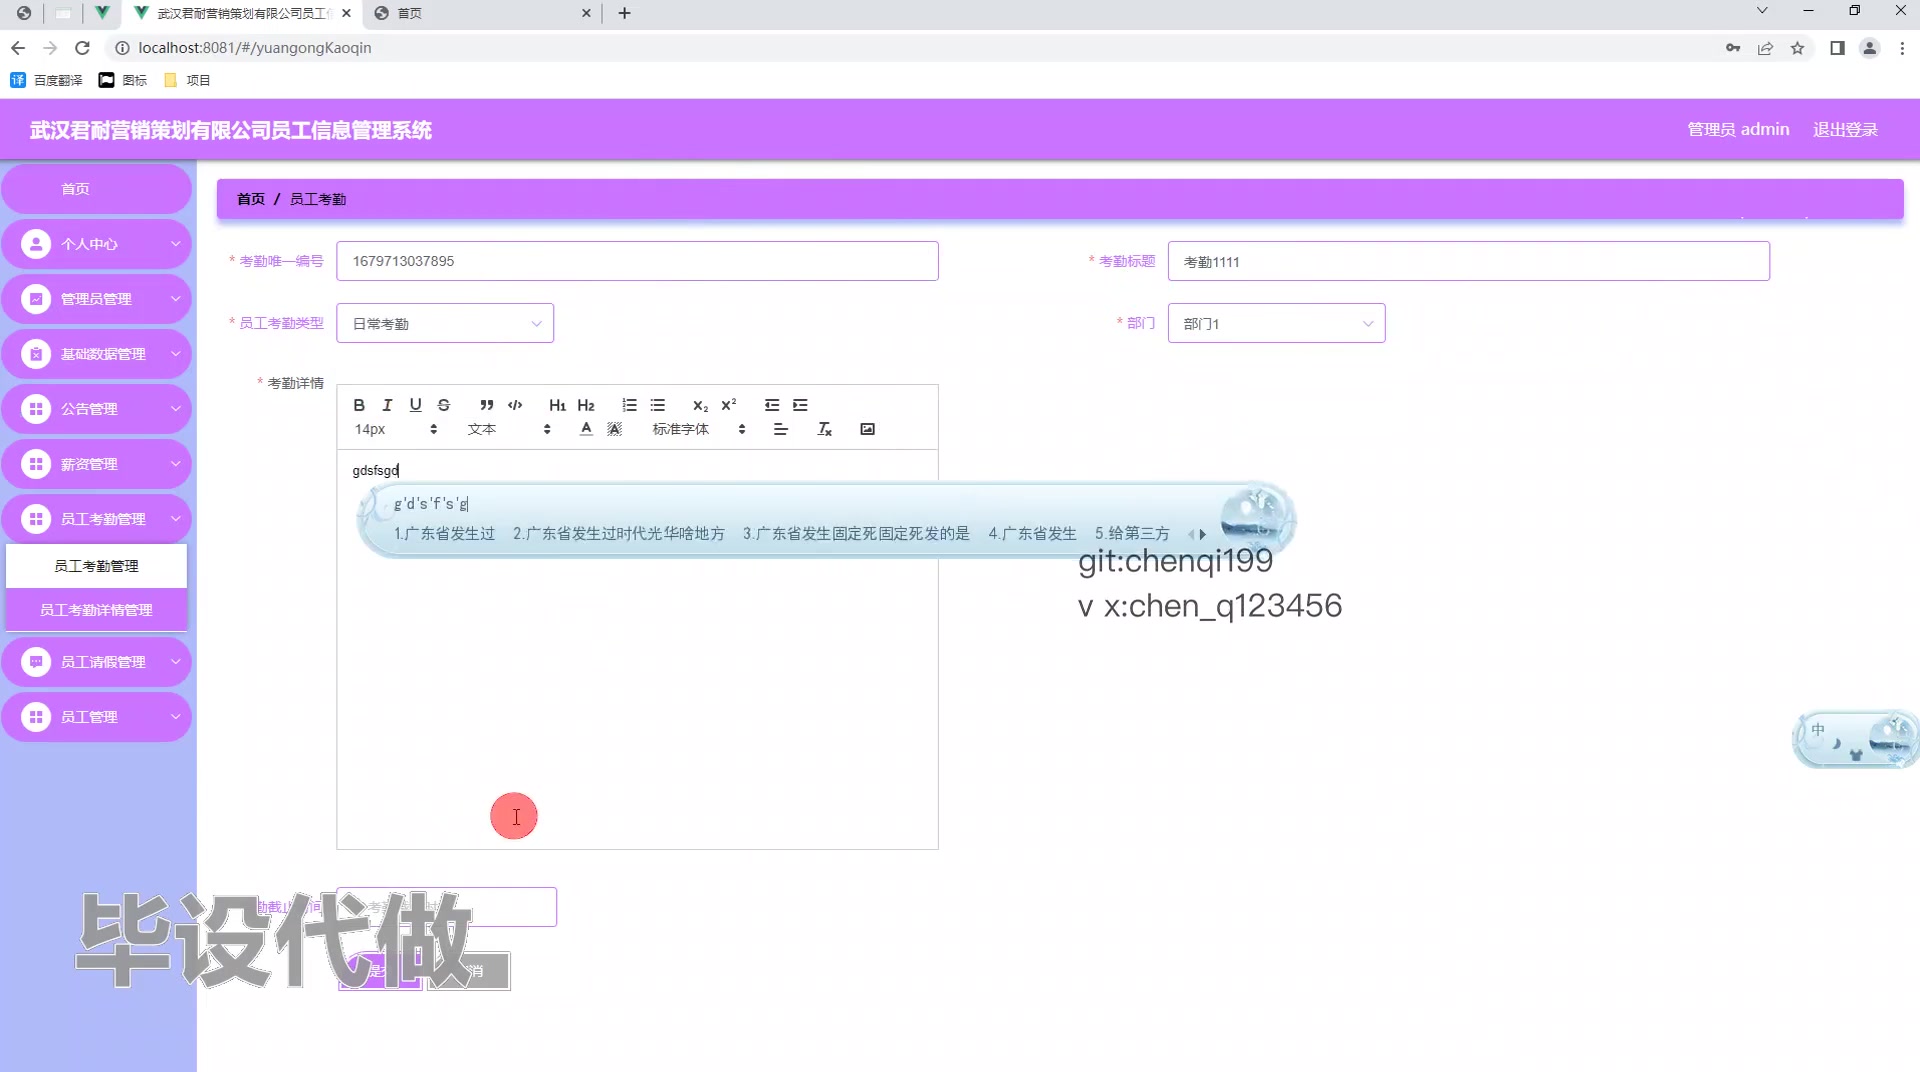 武汉君耐营销策划有限公司员工信
首页
localhost:8081/#/yuangongKaoqin
百度翻译
图标
项目
武汉君耐营销策划有限公司员工信息管理系统
管理员 admin
退出登录
首页
个人中心
管理员管理
基础数据管理
公告管理
薪资管理
员工考勤管理
员工考勤管理
员工考勤详情管理
员工请假管理
员工管理
首页 / 员工考勤
* 考勤唯一编号
1679713037895
* 考勤标题
考勤1111
* 员工考勤类型
日常考勤
* 部门
部门1
* 考勤详情
B I U S H1 H2 X2 X2
14px 文本 A A 标准字体
gdsfsgd
g'd's'f's'g
1.广东省发生过 2.广东省发生过时代光华啥地方 3.广东省发生固定死固定死发的是 4.广东省发生 5.给第三方
git:chenqi199
v x:chen_q123456
中
毕设代做